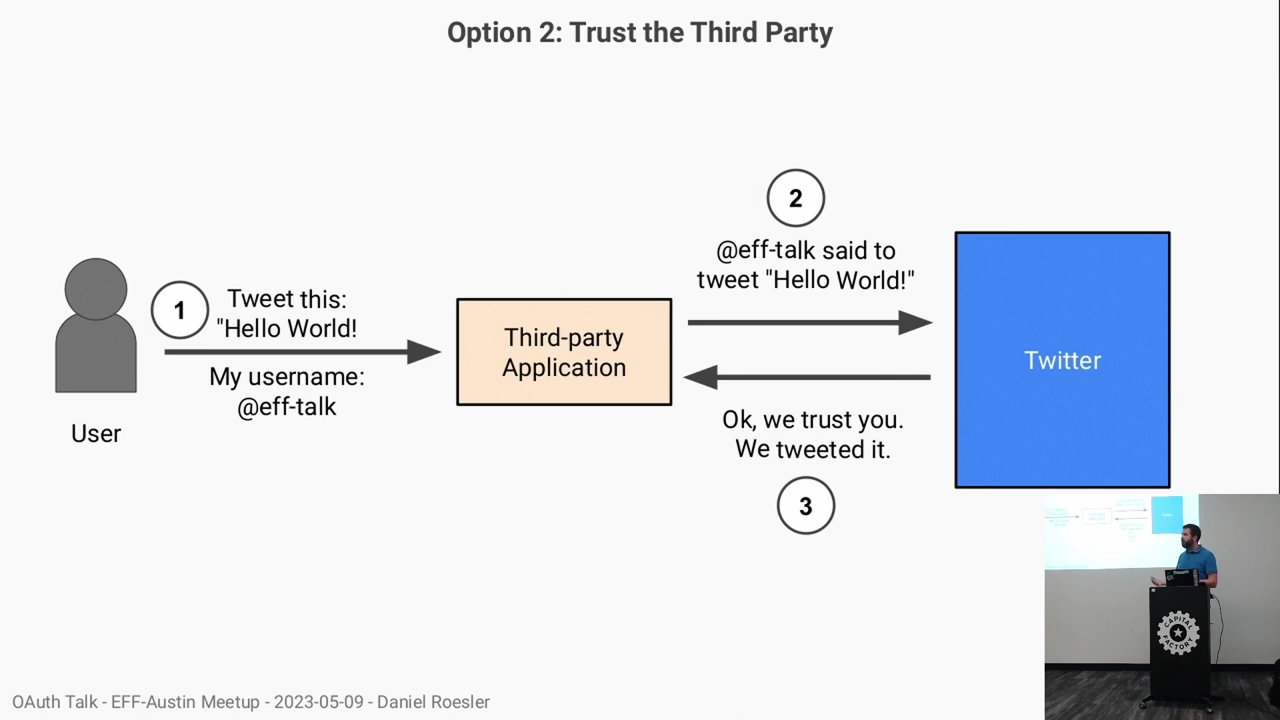 Option 2: Trust the Third Party
2
@eff-talk said to
tweet "Hello World!"
1
Tweet this:
"Hello World!
My username:
@eff-talk
User
Third-party
Application
Twitter
Ok, we trust you.
We tweeted it.
3
CAPITAL
FACTORY
OAuth Talk - EFF-Austin Meetup - 2023-05-09 - Daniel Roesler